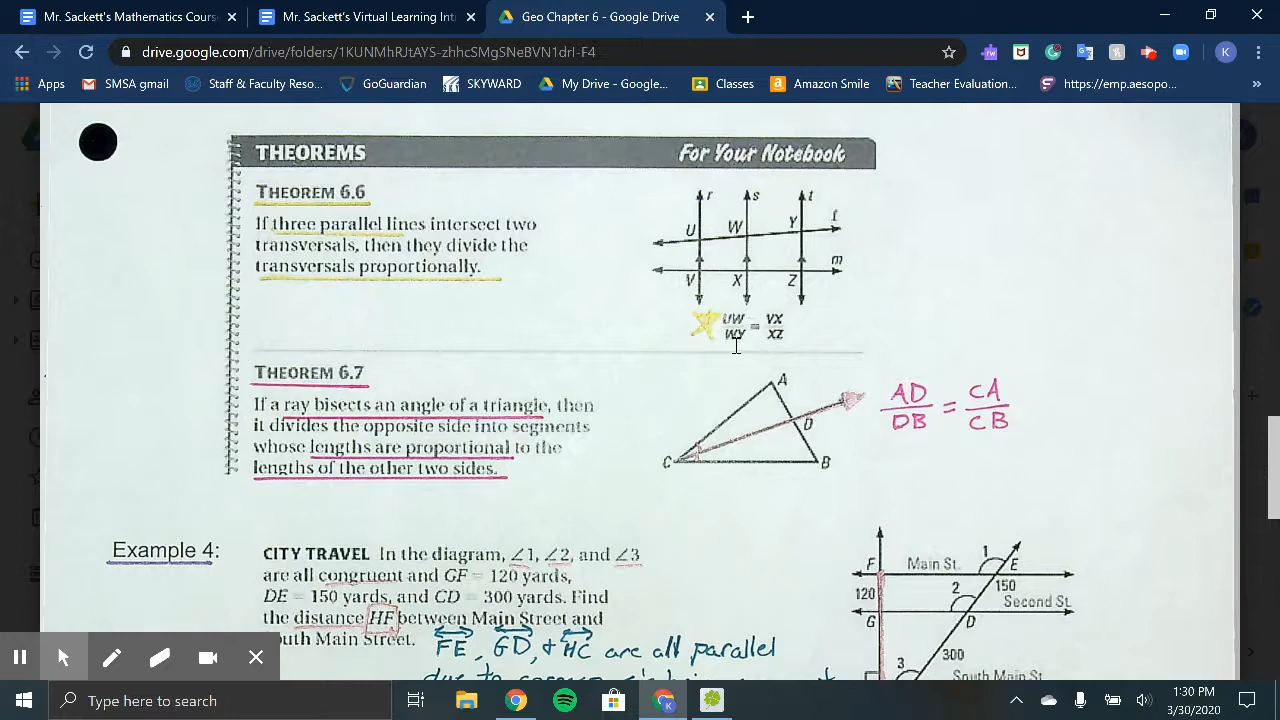 Mr. Sackett's Mathematics Cours
Mr. Sackett's Virtual Learning Int
Geo Chapter 6 - Google Drive
drive.google.com/drive/folders/1KUNMhRJtAYS-zhhcSMgSNeBVN1drI-F4
Apps
SMSA gmail
Staff & Faculty Reso...
GoGuardian
SKYWARD
My Drive - Google...
Classes
Amazon Smile
Teacher Evaluation...
https://emp.aesopo...
THEOREMS For Your Notebook
THEOREM 6.6
If three parallel lines intersect two
transversals, then they divide the
transversals proportionally.
r s t
U W Y l
m
V X Z
UW/WY = VX/XZ
THEOREM 6.7
If a ray bisects an angle of a triangle, then
it divides the opposite side into segments
whose lengths are proportional to the
lengths of the other two sides.
A
D
C B
AD/DB = CA/CB
Example 4:
CITY TRAVEL In the diagram, ∠1, ∠2, and ∠3
are all congruent and GF = 120 yards,
DE = 150 yards, and CD = 300 yards. Find
the distance HF between Main Street and
South Main Street.
FE, GD, + HC are all parallel
due to
F Main St. 1 E
120 2 150
Second St.
G D
3 300
South Main St.
Type here to search
1:30 PM
3/30/2020